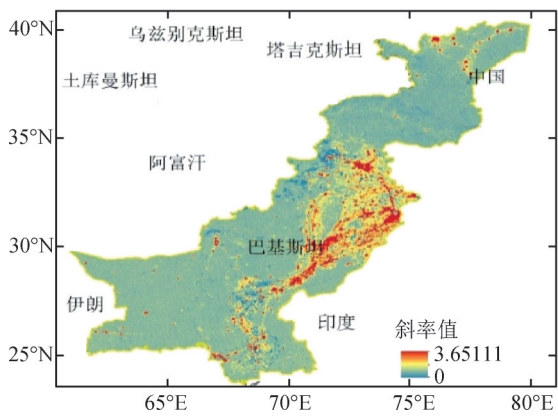 40°N
乌兹别克斯坦
塔吉克斯坦
中国
土库曼斯坦
35°N
阿富汗
30°N
巴基斯坦
伊朗
印度
斜率值
3.65111
0
25°N
65°E 70°E 75°E 80°E